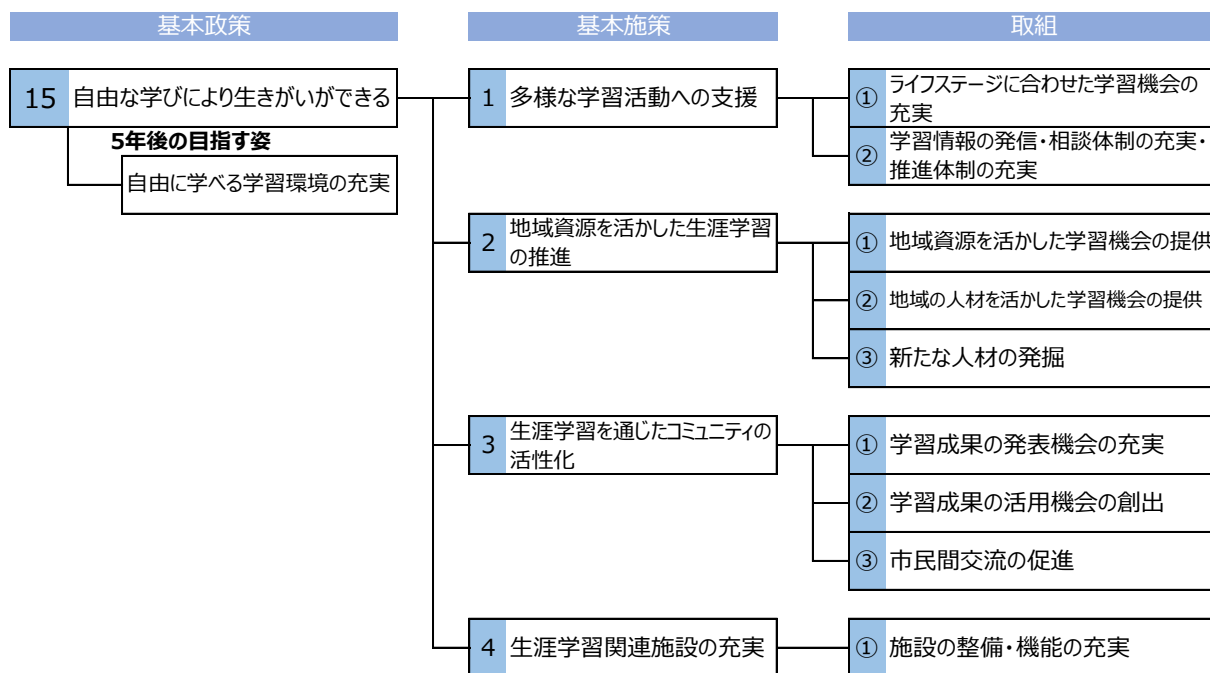 基本政策
基本施策
取組
15 自由な学びにより生きがいができる
5年後の目指す姿
自由に学べる学習環境の充実
1 多様な学習活動への支援
① ライフステージに合わせた学習機会の
充実
② 学習情報の発信・相談体制の充実・
推進体制の充実
2 地域資源を活かした生涯学習
の推進
① 地域資源を活かした学習機会の提供
② 地域の人材を活かした学習機会の提供
③ 新たな人材の発掘
3 生涯学習を通じたコミュニティの
活性化
① 学習成果の発表機会の充実
② 学習成果の活用機会の創出
③ 市民間交流の促進
4 生涯学習関連施設の充実
① 施設の整備・機能の充実